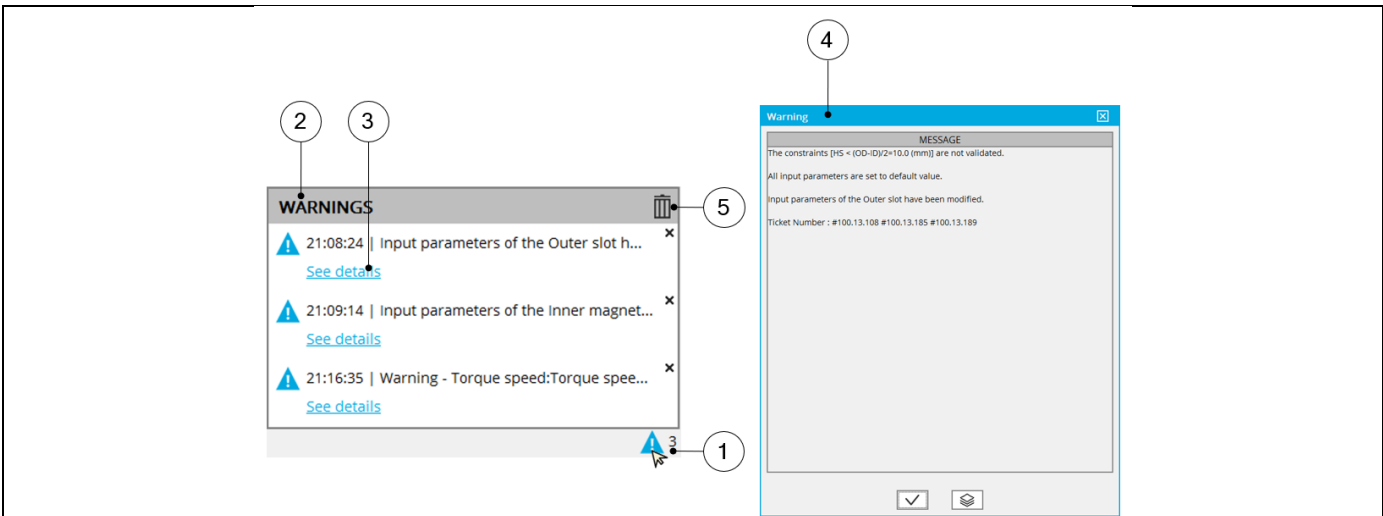 4
2
3
Warning
MESSAGE
The constraints [HS < (OD-ID)/2=10.0 (mm)] are not validated.
All input parameters are set to default value.
Input parameters of the Outer slot have been modified.
Ticket Number : #100.13.108 #100.13.185 #100.13.189
WARNINGS
5
21:08:24 | Input parameters of the Outer slot h...
See details
21:09:14 | Input parameters of the Inner magnet...
See details
21:16:35 | Warning - Torque speed:Torque spee...
See details
3
1